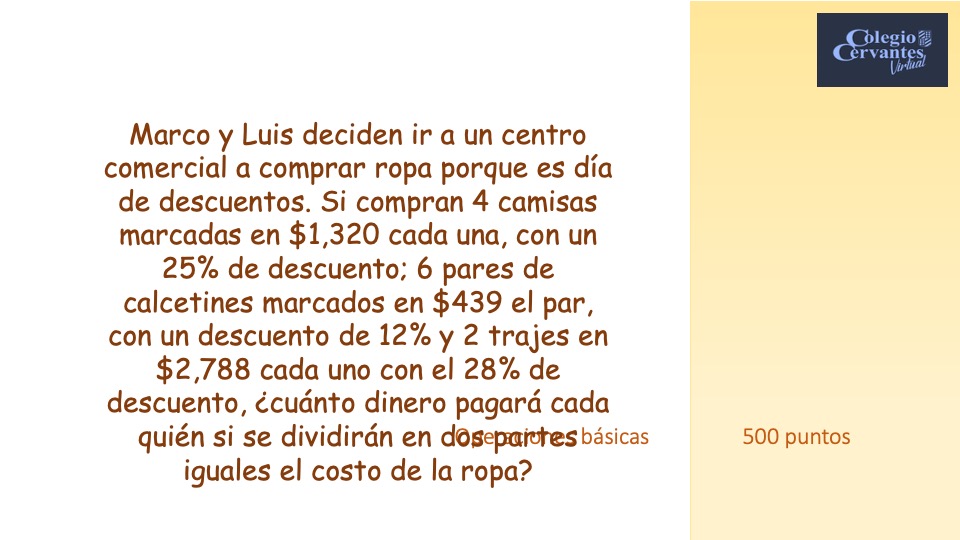 Colegio
Cervantes
Virtual
Marco y Luis deciden ir a un centro
comercial a comprar ropa porque es día
de descuentos. Si compran 4 camisas
marcadas en $1,320 cada una, con un
25% de descuento; 6 pares de
calcetines marcados en $439 el par,
con un descuento de 12% y 2 trajes en
$2,788 cada uno con el 28% de
descuento, ¿cuánto dinero pagará cada
quién si se dividirán en dos partes
iguales el costo de la ropa?
Operaciones básicas
500 puntos